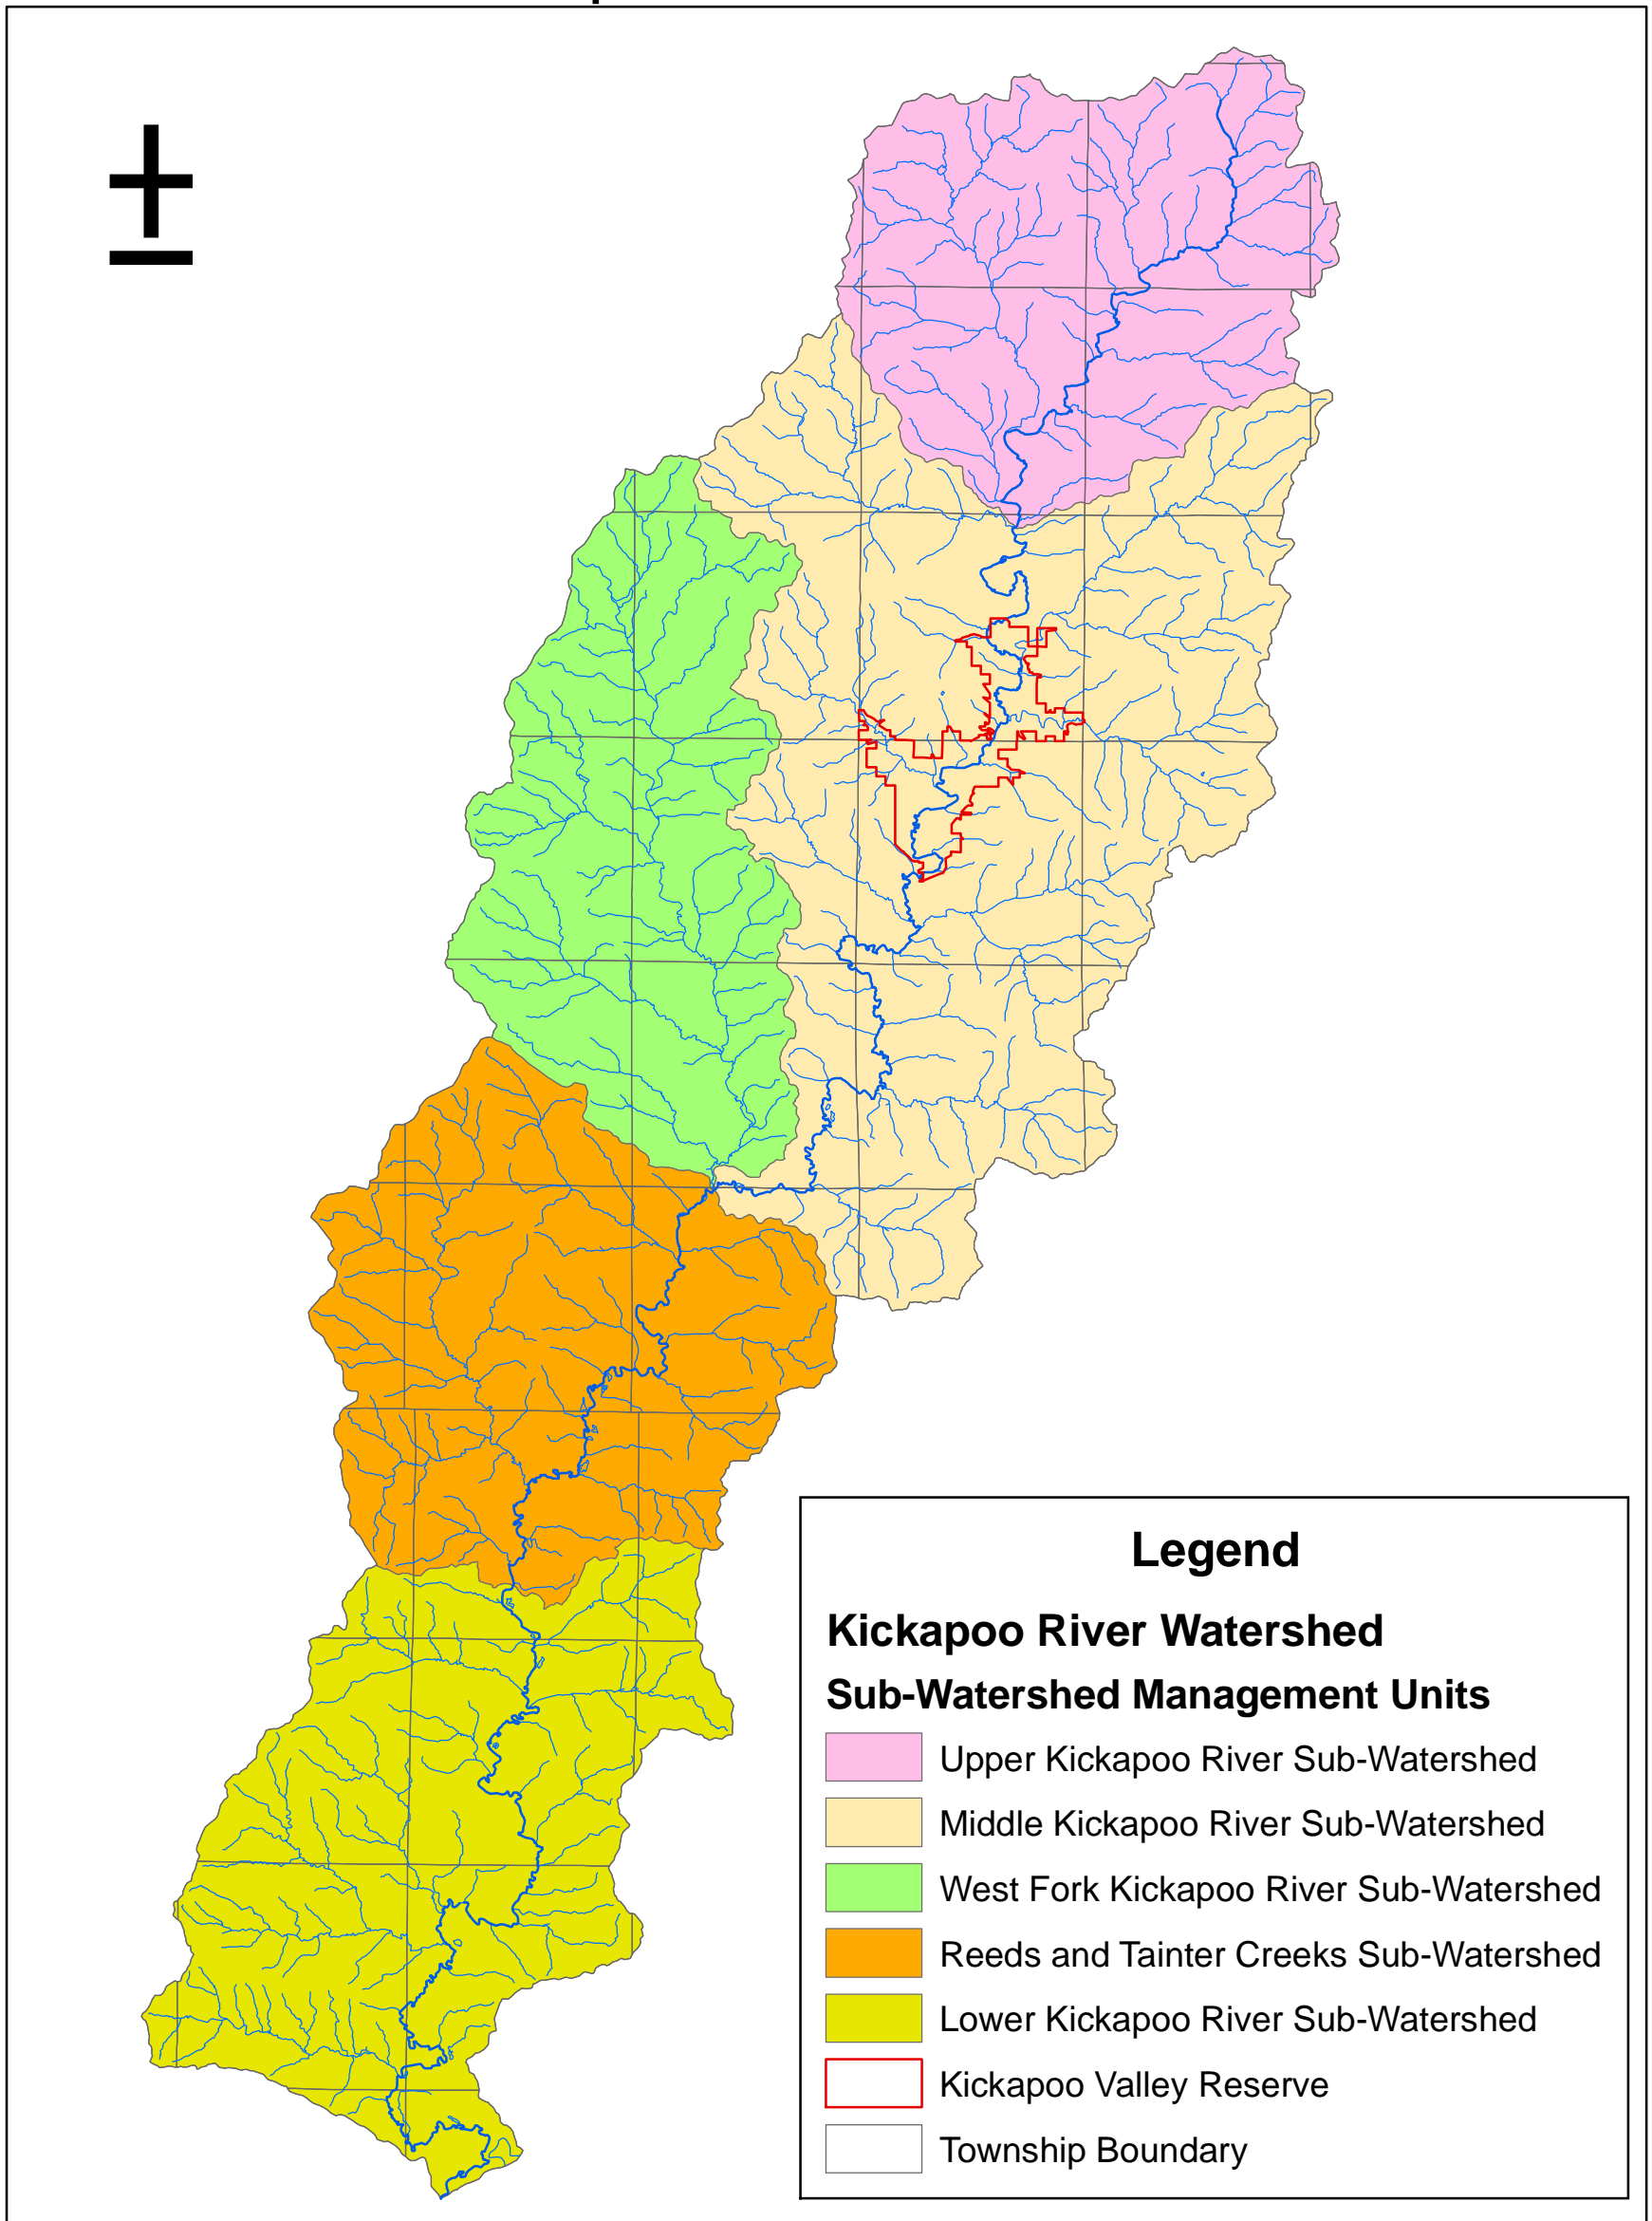 ±
Legend
Kickapoo River Watershed
Sub-Watershed Management Units
Upper Kickapoo River Sub-Watershed
Middle Kickapoo River Sub-Watershed
West Fork Kickapoo River Sub-Watershed
Reeds and Tainter Creeks Sub-Watershed
Lower Kickapoo River Sub-Watershed
Kickapoo Valley Reserve
Township Boundary